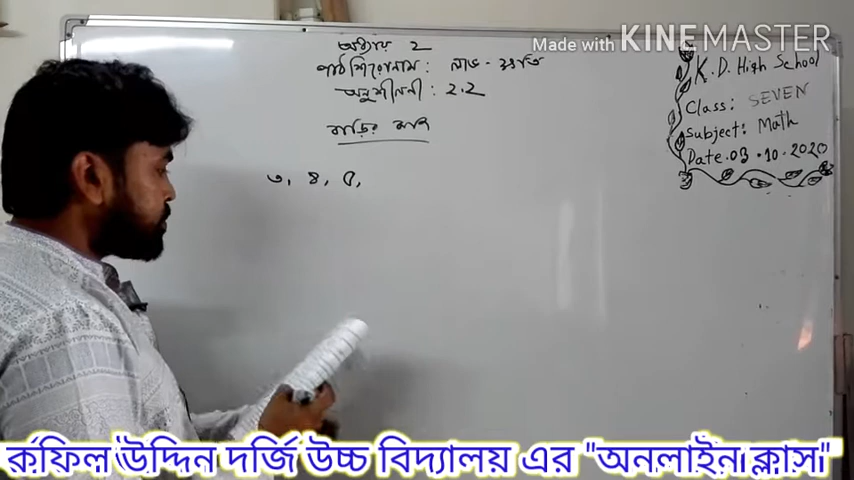 অধ্যায় ২
পাঠ শিরোনাম : লাভ - ক্ষতি
অনুশীলনী : ২.২
বাড়ির কাজ
৩, ৪, ৫,
Made with KINEMASTER
K.D. High School
Class: SEVEN
Subject: Math
Date. 03.10.2020
কফিল উদ্দিন দর্জি উচ্চ বিদ্যালয় এর "অনলাইন ক্লাস"